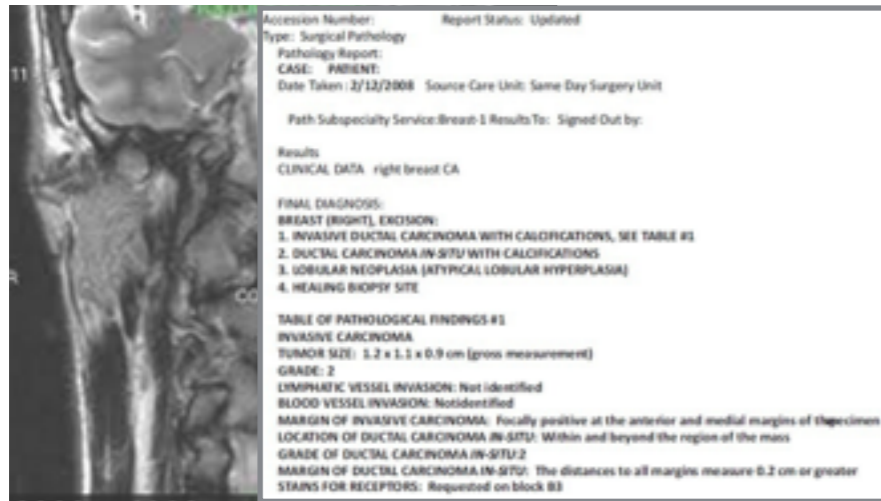 11
R
CO
Accession Number: Report Status: Updated
Type: Surgical Pathology
Pathology Report:
CASE: PATIENT:
Date Taken: 2/12/2008 Source Care Unit: Same Day Surgery Unit
Path Subspecialty Service:Breast-1 Results To: Signed Out by:
Results
CLINICAL DATA right breast CA
FINAL DIAGNOSIS:
BREAST (RIGHT), EXCISION:
1. INVASIVE DUCTAL CARCINOMA WITH CALCIFICATIONS, SEE TABLE #1
2. DUCTAL CARCINOMA IN-SITU WITH CALCIFICATIONS
3. LOBULAR NEOPLASIA (ATYPICAL LOBULAR HYPERPLASIA)
4. HEALING BIOPSY SITE
TABLE OF PATHOLOGICAL FINDINGS #1
INVASIVE CARCINOMA
TUMOR SIZE: 1.2 x 1.1 x 0.9 cm (gross measurement)
GRADE: 2
LYMPHATIC VESSEL INVASION: Not identified
BLOOD VESSEL INVASION: Notidentified
MARGIN OF INVASIVE CARCINOMA: Focally positive at the anterior and medial margins of the specimen
LOCATION OF DUCTAL CARCINOMA IN-SITU: Within and beyond the region of the mass
GRADE OF DUCTAL CARCINOMA IN-SITU:2
MARGIN OF DUCTAL CARCINOMA IN-SITU: The distances to all margins measure 0.2 cm or greater
STAINS FOR RECEPTORS: Requested on block B3